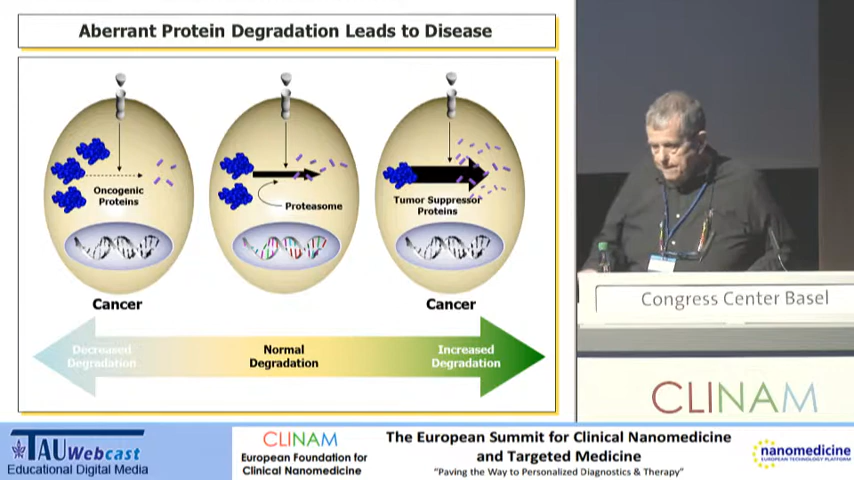 Aberrant Protein Degradation Leads to Disease
Oncogenic
Proteins
Proteasome
Tumor Suppressor
Proteins
Cancer
Cancer
Decreased
Degradation
Normal
Degradation
Increased
Degradation
Congress Center Basel
CLINAM
TAU Webcast
Educational Digital Media
CLINAM
European Foundation for
Clinical Nanomedicine
The European Summit for Clinical Nanomedicine
and Targeted Medicine
"Paving the Way to Personalized Diagnostics & Therapy"
nanomedicine
EUROPEAN TECHNOLOGY PLATFORM